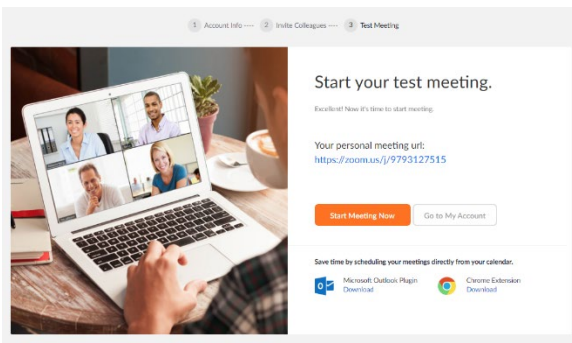 1 Account Info ---- 2 Invite Colleagues ---- 3 Test Meeting
Start your test meeting.
Excellent! Now it's time to start meeting.
Your personal meeting url:
https://zoom.us/j/9793127515
Start Meeting Now
Go to My Account
Save time by scheduling your meetings directly from your calendar.
Microsoft Outlook Plugin
Download
Chrome Extension
Download